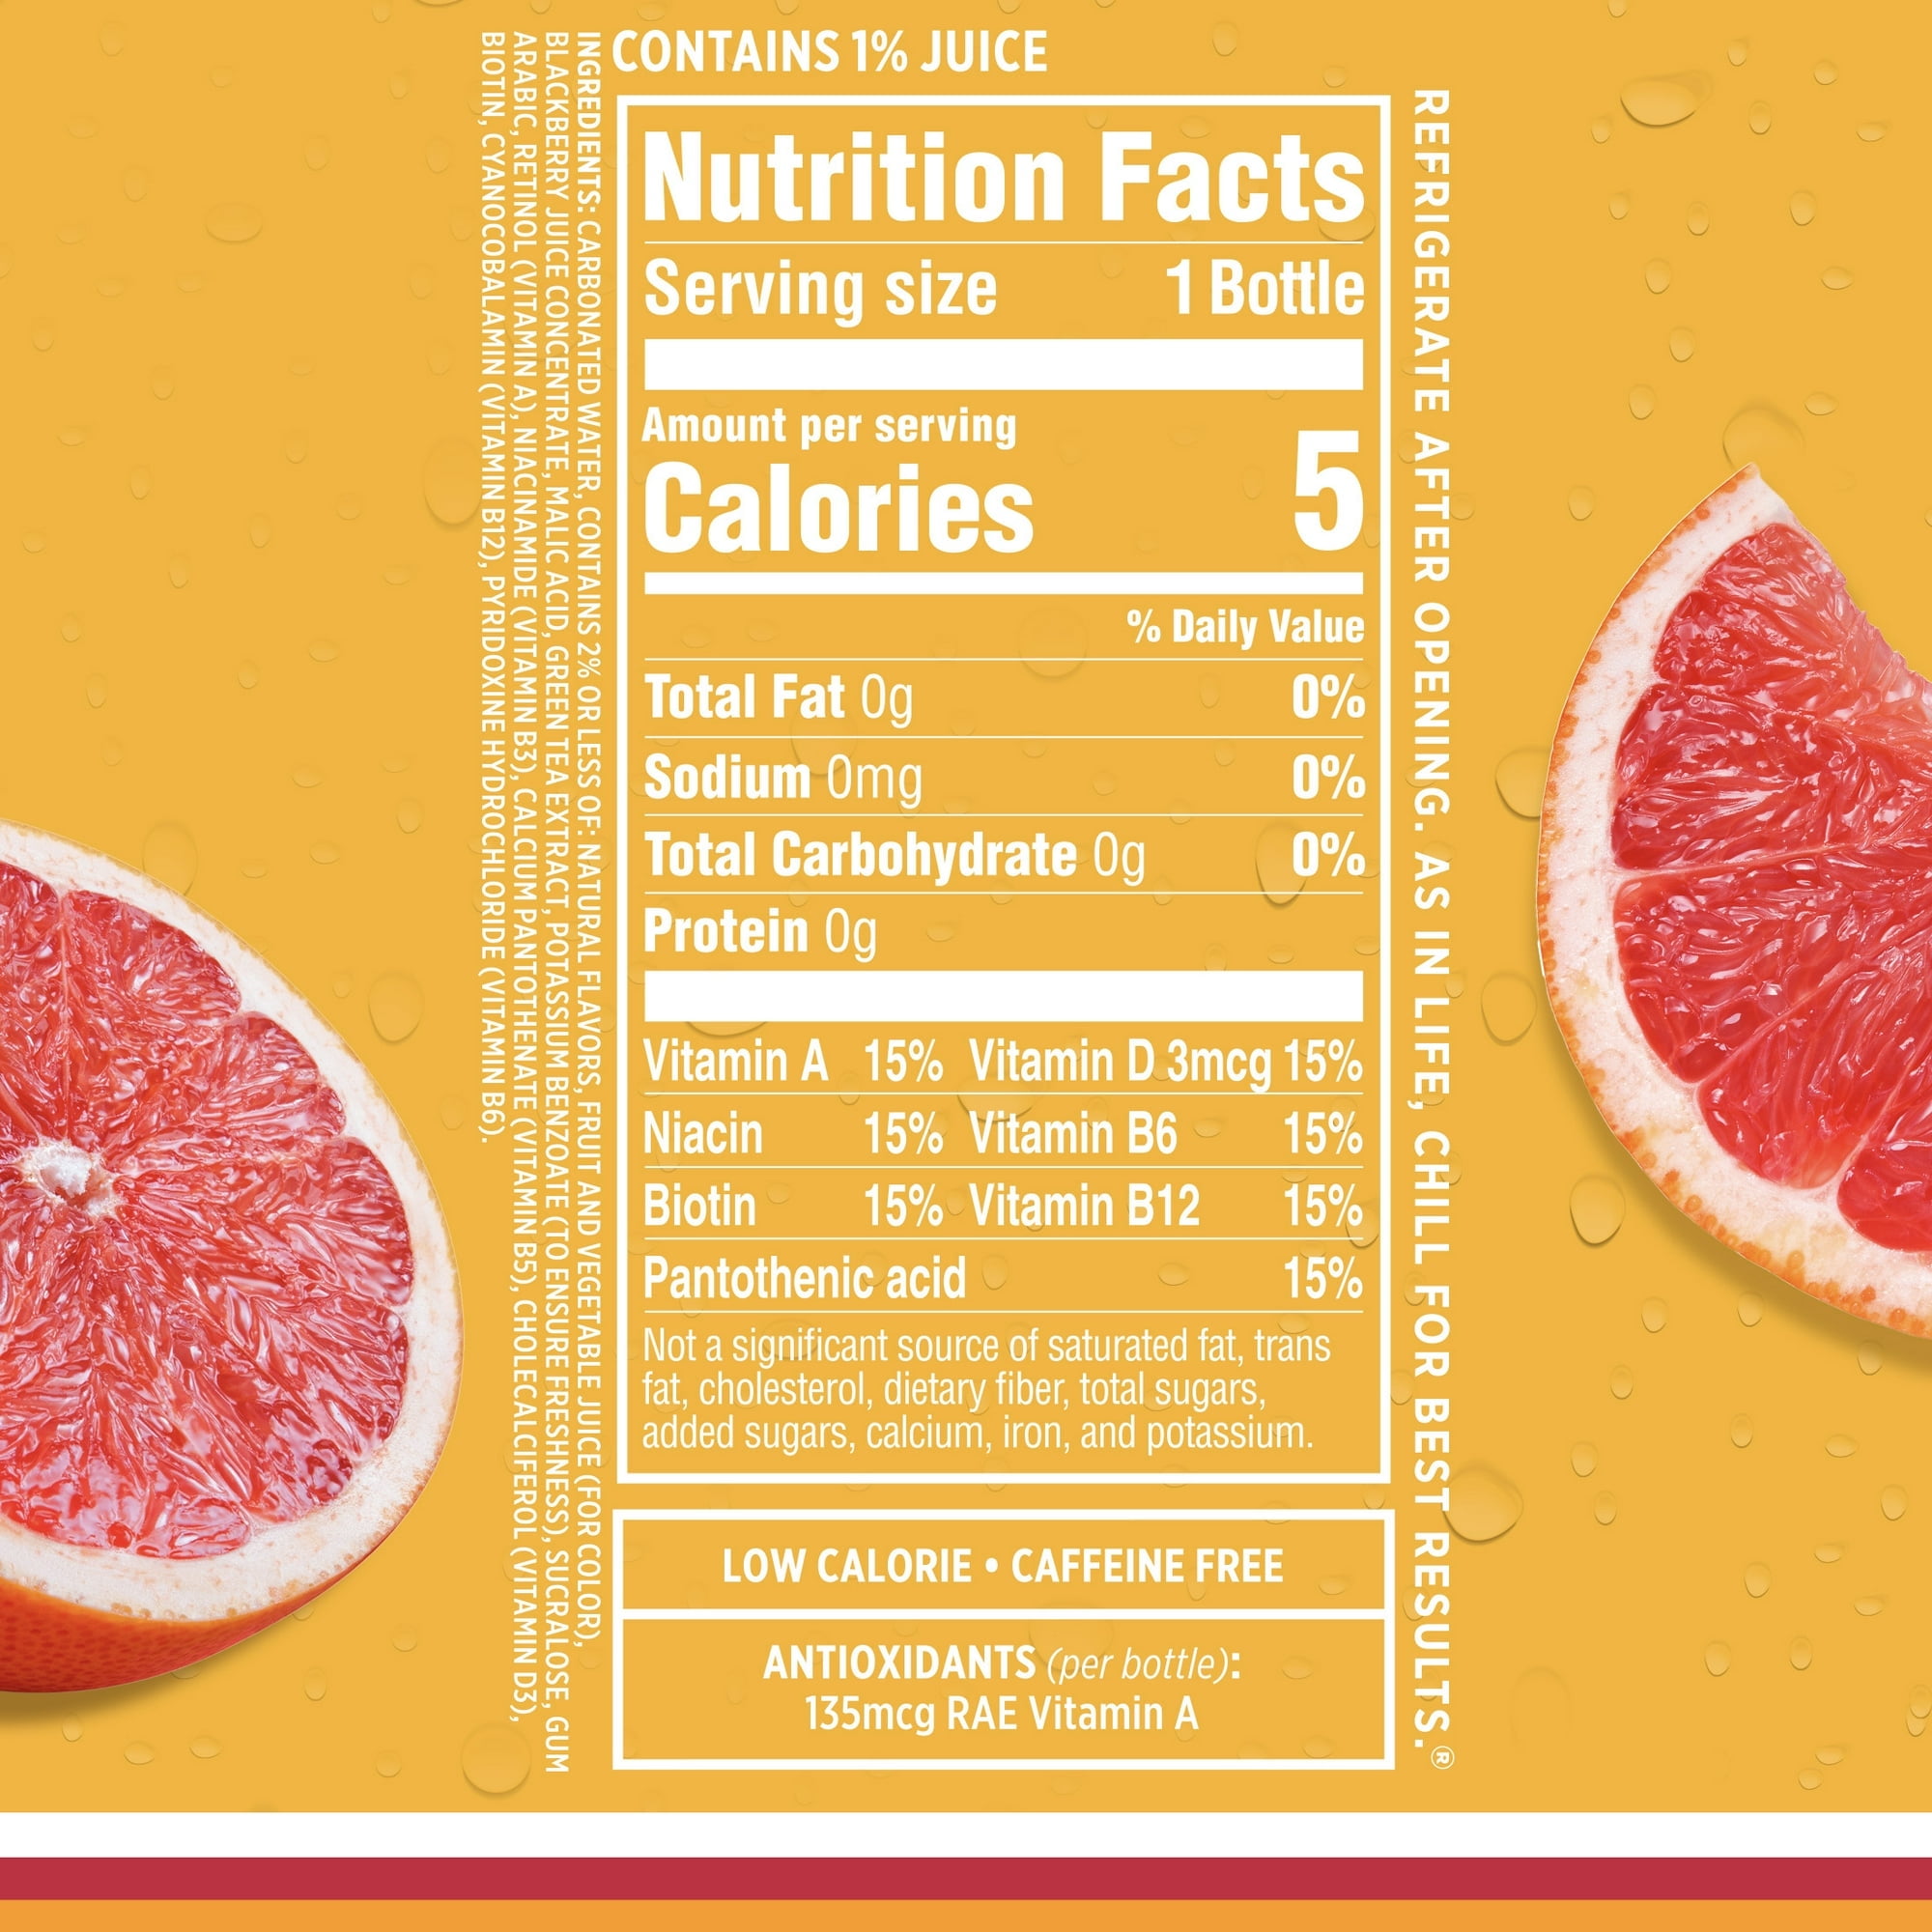 CONTAINS 1% JUICE
INGREDIENTS: CARBONATED WATER, CONTAINS 2% OR LESS OF: NATURAL FLAVORS, FRUIT AND VEGETABLE JUICE (FOR COLOR),
BLACKBERRY JUICE CONCENTRATE, MALIC ACID, GREEN TEA EXTRACT, POTASSIUM BENZOATE (TO ENSURE FRESHNESS), SUCRALOSE, GUM
ARABIC, RETINOL (VITAMIN A), NIACINAMIDE (VITAMIN B3), CALCIUM PANTOTHENATE (VITAMIN B5), CHOLECALCIFEROL (VITAMIN D3),
BIOTIN, CYANOCOBALAMIN (VITAMIN B12), PYRIDOXINE HYDROCHLORIDE (VITAMIN B6).
Nutrition Facts
Serving size 1 Bottle
Amount per serving
Calories 5
% Daily Value
Total Fat 0g 0%
Sodium 0mg 0%
Total Carbohydrate 0g 0%
Protein 0g
Vitamin A 15% Vitamin D 3mcg 15%
Niacin 15% Vitamin B6 15%
Biotin 15% Vitamin B12 15%
Pantothenic acid 15%
Not a significant source of saturated fat, trans
fat, cholesterol, dietary fiber, total sugars,
added sugars, calcium, iron, and potassium.
LOW CALORIE • CAFFEINE FREE
ANTIOXIDANTS (per bottle):
135mcg RAE Vitamin A
REFRIGERATE AFTER OPENING. AS IN LIFE, CHILL FOR BEST RESULTS.®